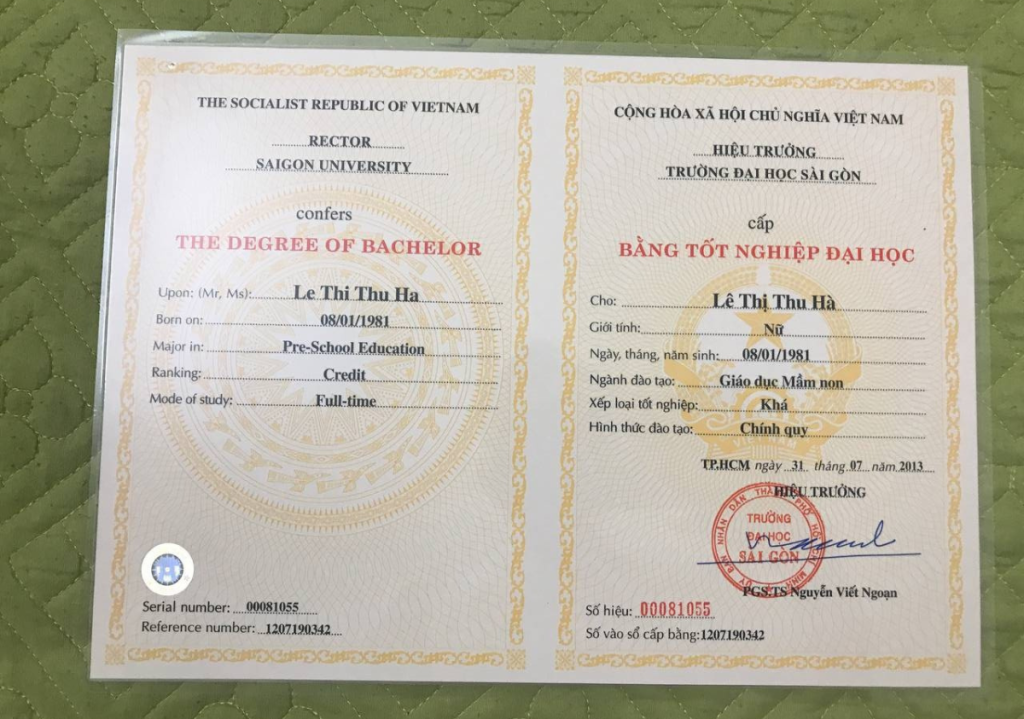 THE SOCIALIST REPUBLIC OF VIETNAM
RECTOR
SAIGON UNIVERSITY
confers
THE DEGREE OF BACHELOR
Upon: (Mr, Ms): Le Thi Thu Ha
Born on: 08/01/1981
Major in: Pre-School Education
Ranking: Credit
Mode of study: Full-time
Serial number: 00081055
Reference number: 1207190342
CỘNG HÒA XÃ HỘI CHỦ NGHĨA VIỆT NAM
HIỆU TRƯỞNG
TRƯỜNG ĐẠI HỌC SÀI GÒN
cấp
BẰNG TỐT NGHIỆP ĐẠI HỌC
Cho: Lê Thị Thu Hà
Giới tính: Nữ
Ngày, tháng, năm sinh: 08/01/1981
Ngành đào tạo: Giáo dục Mầm non
Xếp loại tốt nghiệp: Khá
Hình thức đào tạo: Chính quy
TP.HCM ngày 31 tháng 07 năm 2013
HIỆU TRƯỞNG
TRƯỜNG
ĐẠI HỌC
SÀI GÒN
PGS.TS Nguyễn Viết Ngoạn
Số hiệu: 00081055
Số vào sổ cấp bằng: 1207190342